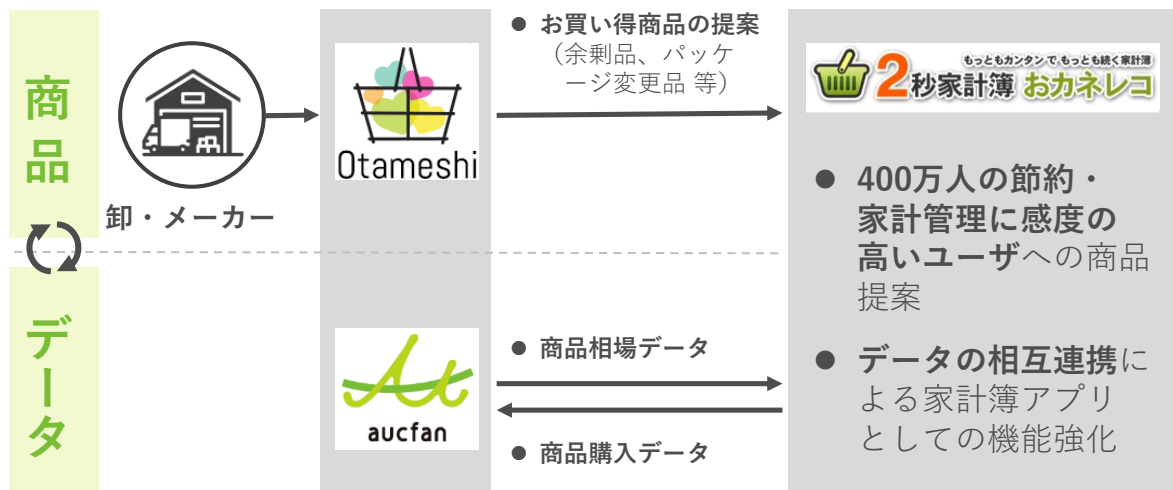 商品
卸・メーカー
Otameshi
● お買い得商品の提案
（余剰品、パッケ
ージ変更品 等）
もっともカンタンでもっとも続く家計簿
2秒家計簿 おカネレコ
● 400万人の節約・
家計管理に感度の
高いユーザへの商品
提案
データ
aucfan
● 商品相場データ
● 商品購入データ
● データの相互連携に
よる家計簿アプリ
としての機能強化